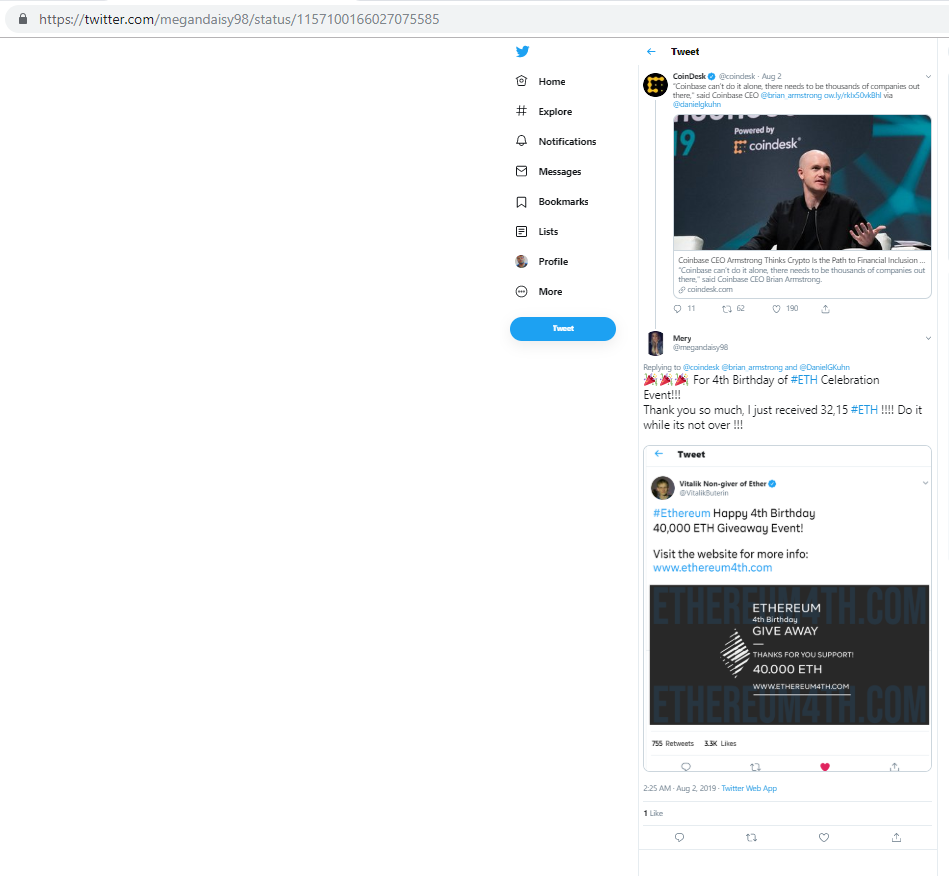 https://twitter.com/megandaisy98/status/1157100166027075585
Home
Explore
Notifications
Messages
Bookmarks
Lists
Profile
More
Tweet
Tweet
CoinDesk @coindesk · Aug 2
"Coinbase can't do it alone, there needs to be thousands of companies out
there," said Coinbase CEO @brian_armstrong ow.ly/rkIx50vkBhl via
@danielgkuhn
19
Powered by
coindesk
Coinbase CEO Armstrong Thinks Crypto Is the Path to Financial Inclusion ...
"Coinbase can't do it alone, there needs to be thousands of companies out
there," said Coinbase CEO Brian Armstrong.
coindesk.com
11 62 190
Mery
@megandaisy98
Replying to @coindesk @brian_armstrong and @DanielGKuhn
🎉🎉🎉 For 4th Birthday of #ETH Celebration
Event!!!
Thank you so much, I just received 32,15 #ETH !!!! Do it
while its not over !!!
Tweet
Vitalik Non-giver of Ether
@VitalikButerin
#Ethereum Happy 4th Birthday
40,000 ETH Giveaway Event!
Visit the website for more info:
www.ethereum4th.com
ETHEREUM4TH.COM
ETHEREUM
4th Birthday
GIVE AWAY
THANKS FOR YOU SUPPORT!
40.000 ETH
WWW.ETHEREUM4TH.COM
ETHEREUM4TH.COM
755 Retweets 3.3K Likes
2:25 AM · Aug 2, 2019 · Twitter Web App
1 Like